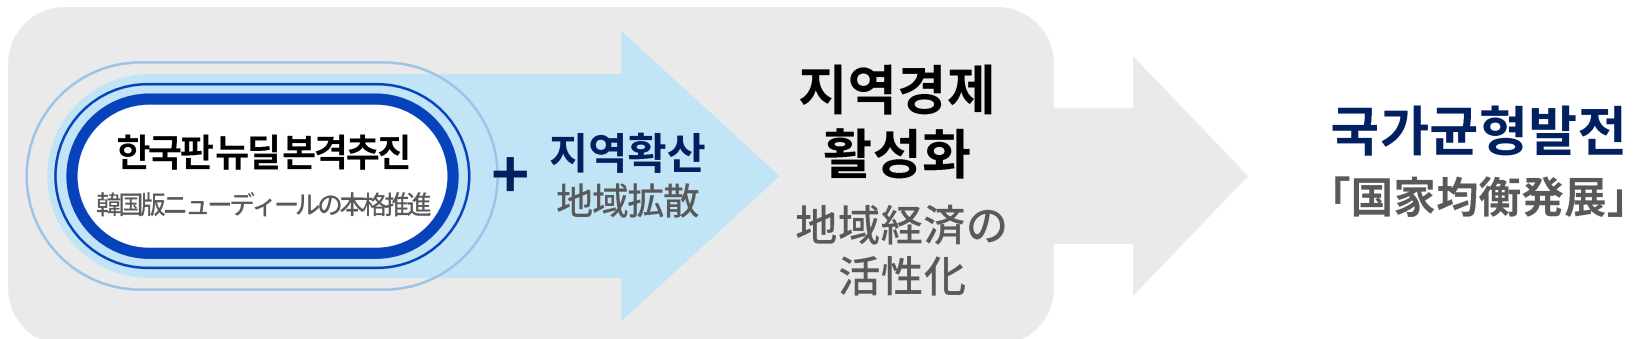 한국판 뉴딜 본격추진
韓国版ニューディールの本格推進
+
지역확산
地域拡散
지역경제
활성화
地域経済の
活性化
국가균형발전
「国家均衡発展」